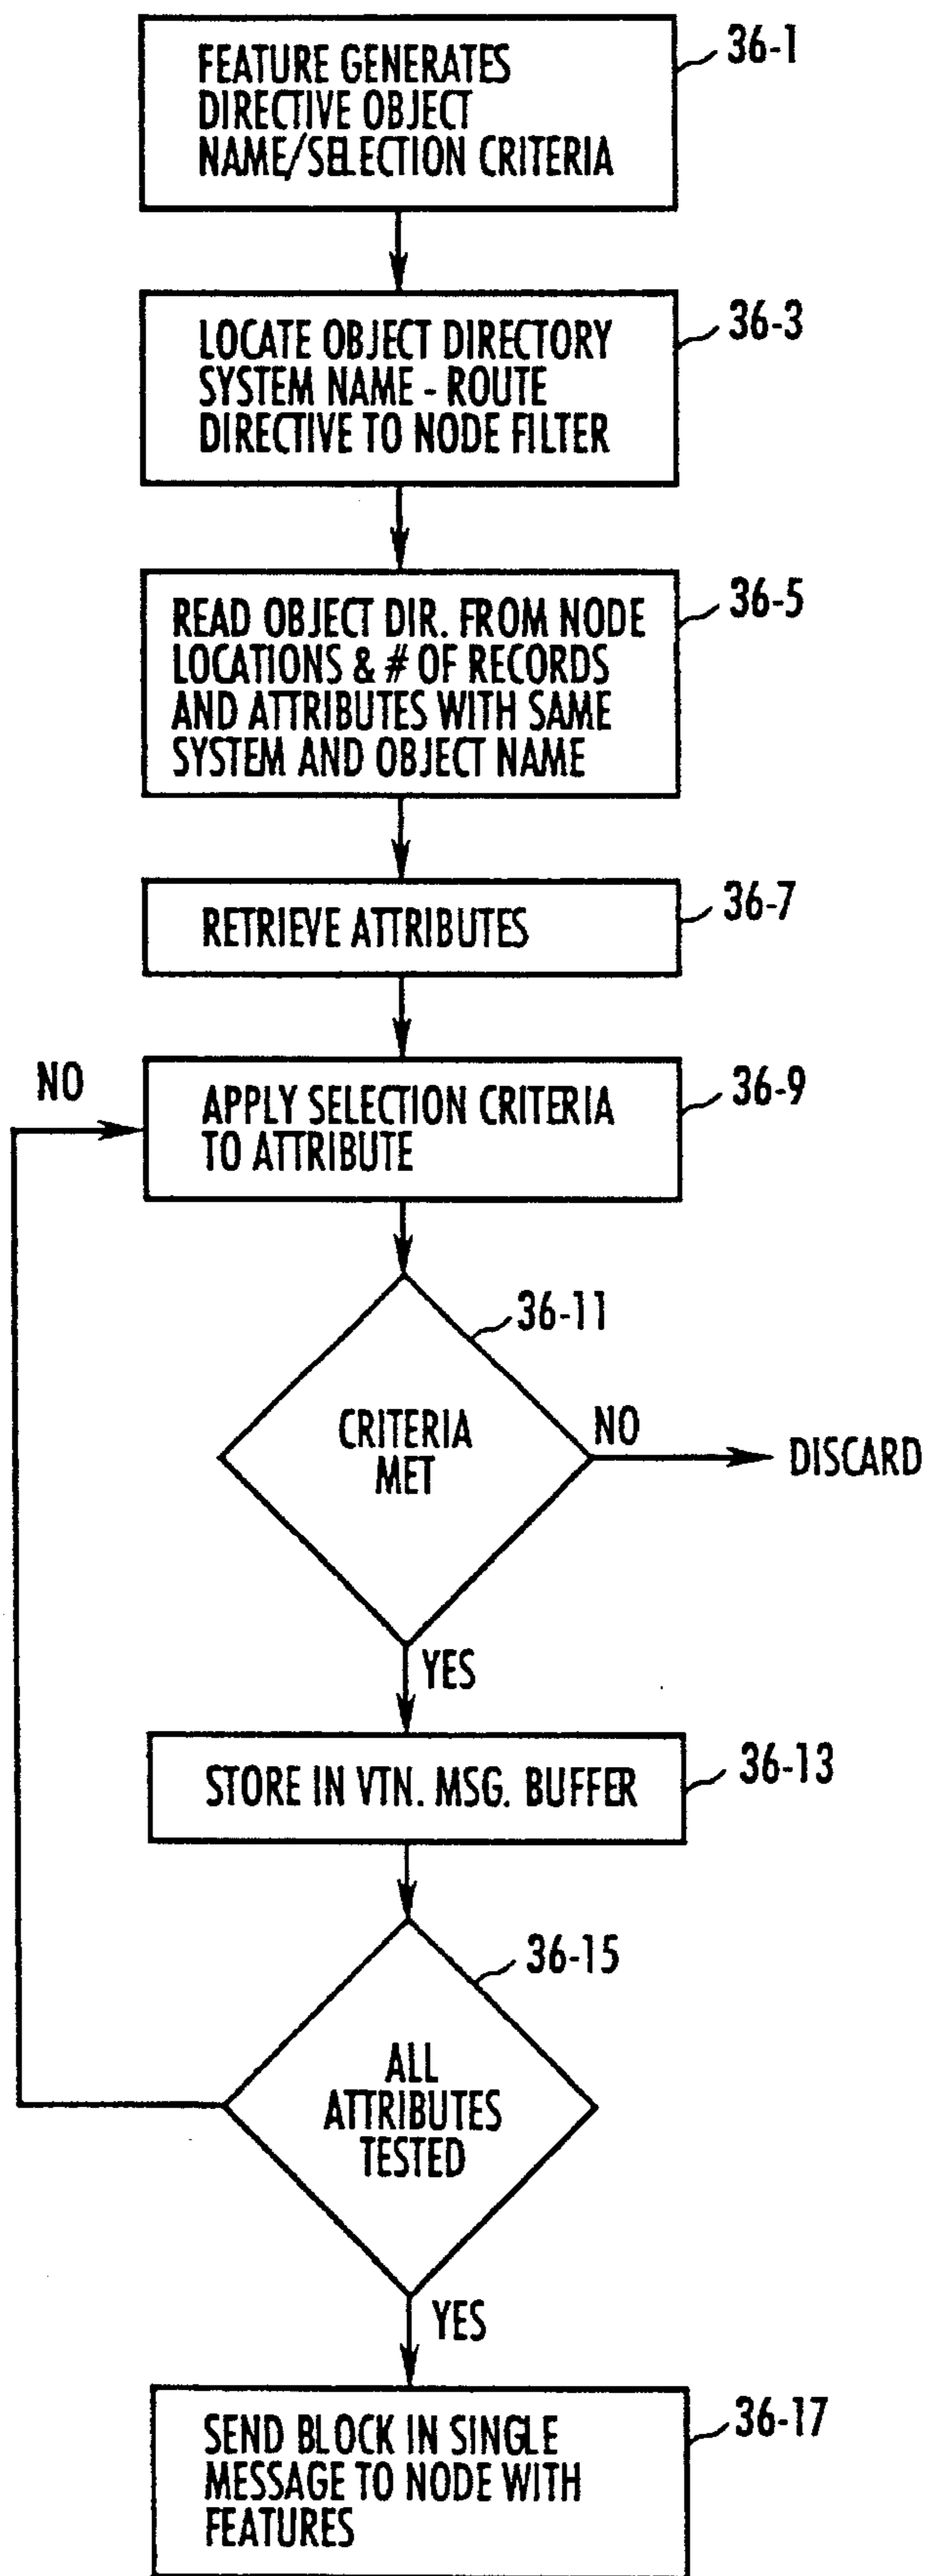 FEATURE GENERATES
DIRECTIVE OBJECT
NAME/SELECTION CRITERIA
36-1
LOCATE OBJECT DIRECTORY
SYSTEM NAME - ROUTE
DIRECTIVE TO NODE FILTER
36-3
READ OBJECT DIR. FROM NODE
LOCATIONS & # OF RECORDS
AND ATTRIBUTES WITH SAME
SYSTEM AND OBJECT NAME
36-5
RETRIEVE ATTRIBUTES
36-7
NO
APPLY SELECTION CRITERIA
TO ATTRIBUTE
36-9
CRITERIA
MET
36-11
NO
DISCARD
YES
STORE IN VTN. MSG. BUFFER
36-13
ALL
ATTRIBUTES
TESTED
36-15
YES
SEND BLOCK IN SINGLE
MESSAGE TO NODE WITH
FEATURES
36-17